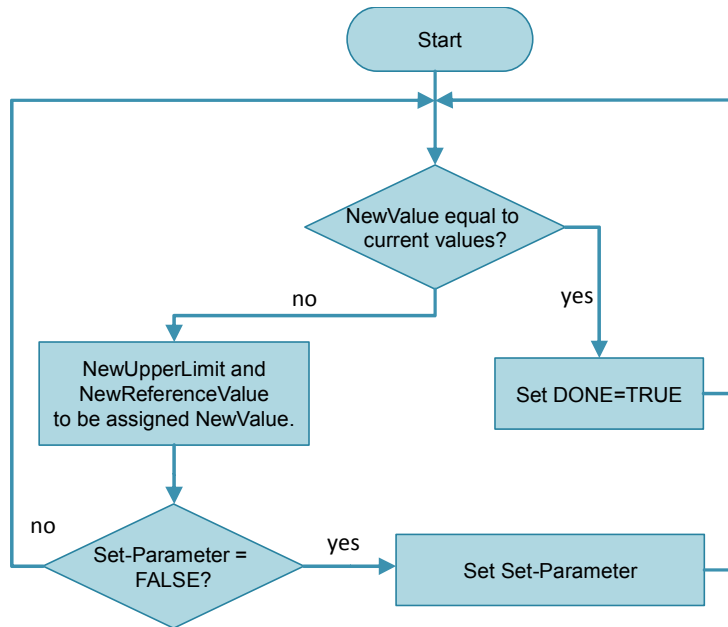 Start
NewValue equal to
current values?
no
yes
NewUpperLimit and
NewReferenceValue
to be assigned NewValue.
Set DONE=TRUE
no
Set-Parameter =
FALSE?
yes
Set Set-Parameter